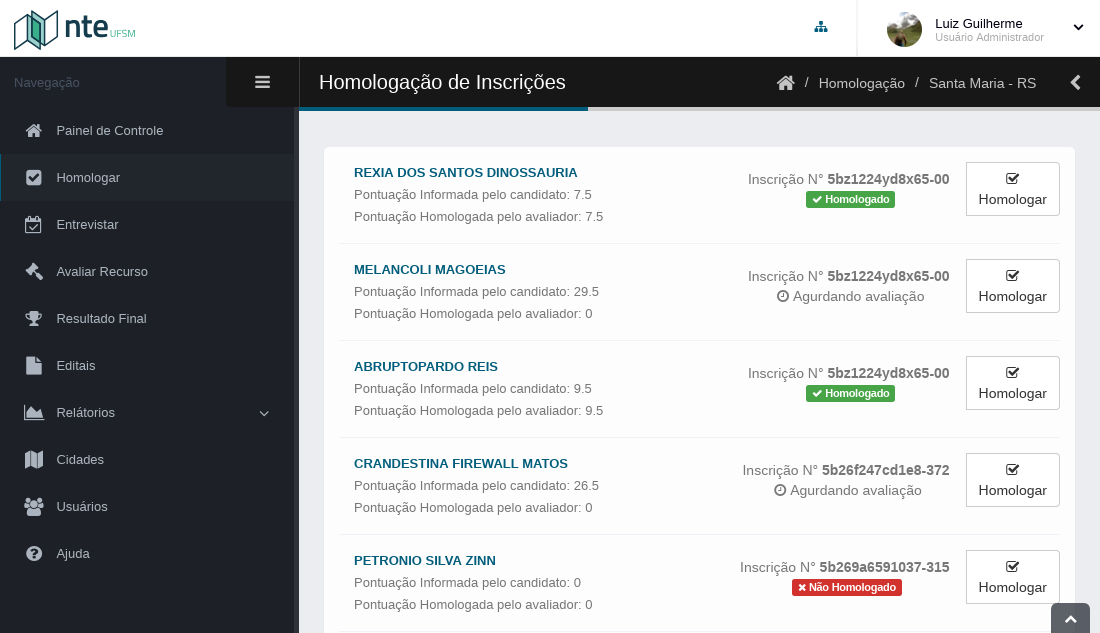 nte UFSM
Luiz Guilherme
Usuário Administrador
Navegação
Homologação de Inscrições
/ Homologação / Santa Maria - RS
Painel de Controle
Homologar
Entrevistar
Avaliar Recurso
Resultado Final
Editais
Relátorios
Cidades
Usuários
Ajuda
REXIA DOS SANTOS DINOSSAURIA
Pontuação Informada pelo candidato: 7.5
Pontuação Homologada pelo avaliador: 7.5
Inscrição N° 5bz1224yd8x65-00
Homologado
Homologar
MELANCOLI MAGOEIAS
Pontuação Informada pelo candidato: 29.5
Pontuação Homologada pelo avaliador: 0
Inscrição N° 5bz1224yd8x65-00
Agurdando avaliação
Homologar
ABRUPTOPARDO REIS
Pontuação Informada pelo candidato: 9.5
Pontuação Homologada pelo avaliador: 9.5
Inscrição N° 5bz1224yd8x65-00
Homologado
Homologar
CRANDESTINA FIREWALL MATOS
Pontuação Informada pelo candidato: 26.5
Pontuação Homologada pelo avaliador: 0
Inscrição N° 5b26f247cd1e8-372
Agurdando avaliação
Homologar
PETRONIO SILVA ZINN
Pontuação Informada pelo candidato: 0
Pontuação Homologada pelo avaliador: 0
Inscrição N° 5b269a6591037-315
Não Homologado
Homologar